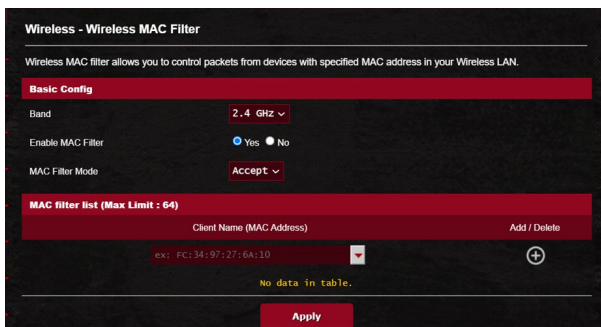 Wireless - Wireless MAC Filter
Wireless MAC filter allows you to control packets from devices with specified MAC address in your Wireless LAN.
Basic Config
Band 2.4 GHz
Enable MAC Filter Yes No
MAC Filter Mode Accept
MAC filter list (Max Limit : 64)
Client Name (MAC Address) Add / Delete
ex: FC:34:97:27:6A:10
No data in table.
Apply